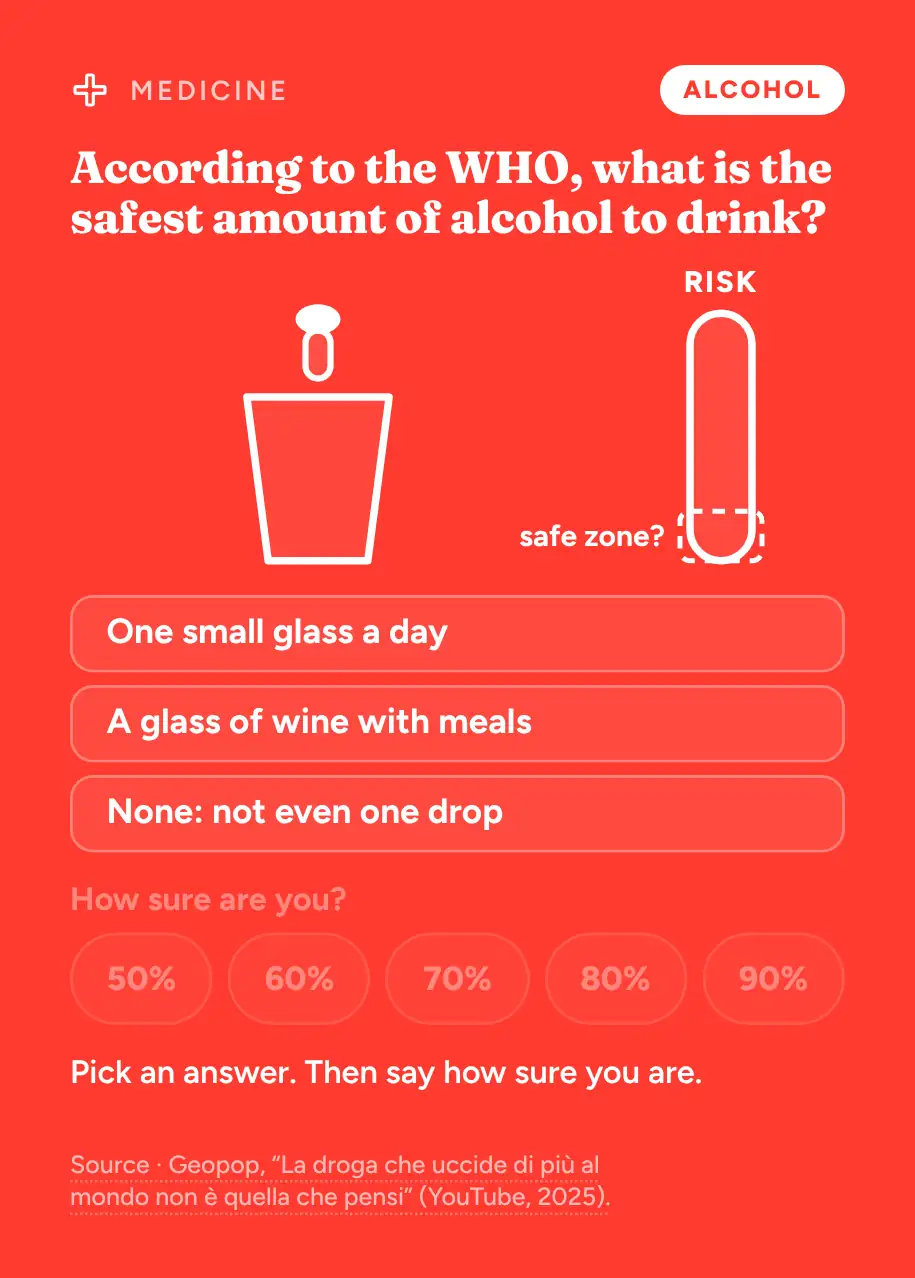 MEDICINE
ALCOHOL
According to the WHO, what is the
safest amount of alcohol to drink?
RISK
safe zone?
One small glass a day
A glass of wine with meals
None: not even one drop
How sure are you?
50% 60% 70% 80% 90%
Pick an answer. Then say how sure you are.
Source · Geopop, “La droga che uccide di più al
mondo non è quella che pensi” (YouTube, 2025).